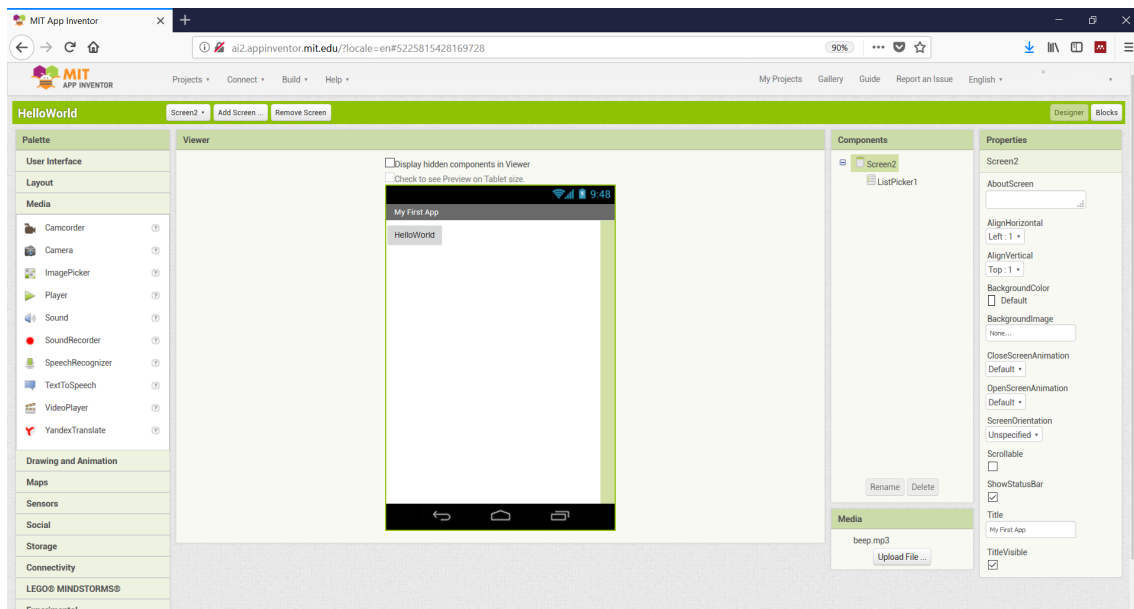 MIT App Inventor
ai2.appinventor.mit.edu/?locale=en#5225815428169728
90%
MIT
APP INVENTOR
Projects
Connect
Build
Help
My Projects
Gallery
Guide
Report an Issue
English
HelloWorld
Screen2
Add Screen ...
Remove Screen
Designer
Blocks
Palette
User Interface
Layout
Media
Camcorder
Camera
ImagePicker
Player
Sound
SoundRecorder
SpeechRecognizer
TextToSpeech
VideoPlayer
YandexTranslate
Drawing and Animation
Maps
Sensors
Social
Storage
Connectivity
LEGO® MINDSTORMS®
Experimental
Viewer
Display hidden components in Viewer
Check to see Preview on Tablet size.
9:48
My First App
HelloWorld
Components
Screen2
ListPicker1
Rename
Delete
Media
beep.mp3
Upload File ...
Properties
Screen2
AboutScreen
AlignHorizontal
Left : 1
AlignVertical
Top : 1
BackgroundColor
Default
BackgroundImage
None...
CloseScreenAnimation
Default
OpenScreenAnimation
Default
ScreenOrientation
Unspecified
Scrollable
ShowStatusBar
Title
My First App
TitleVisible